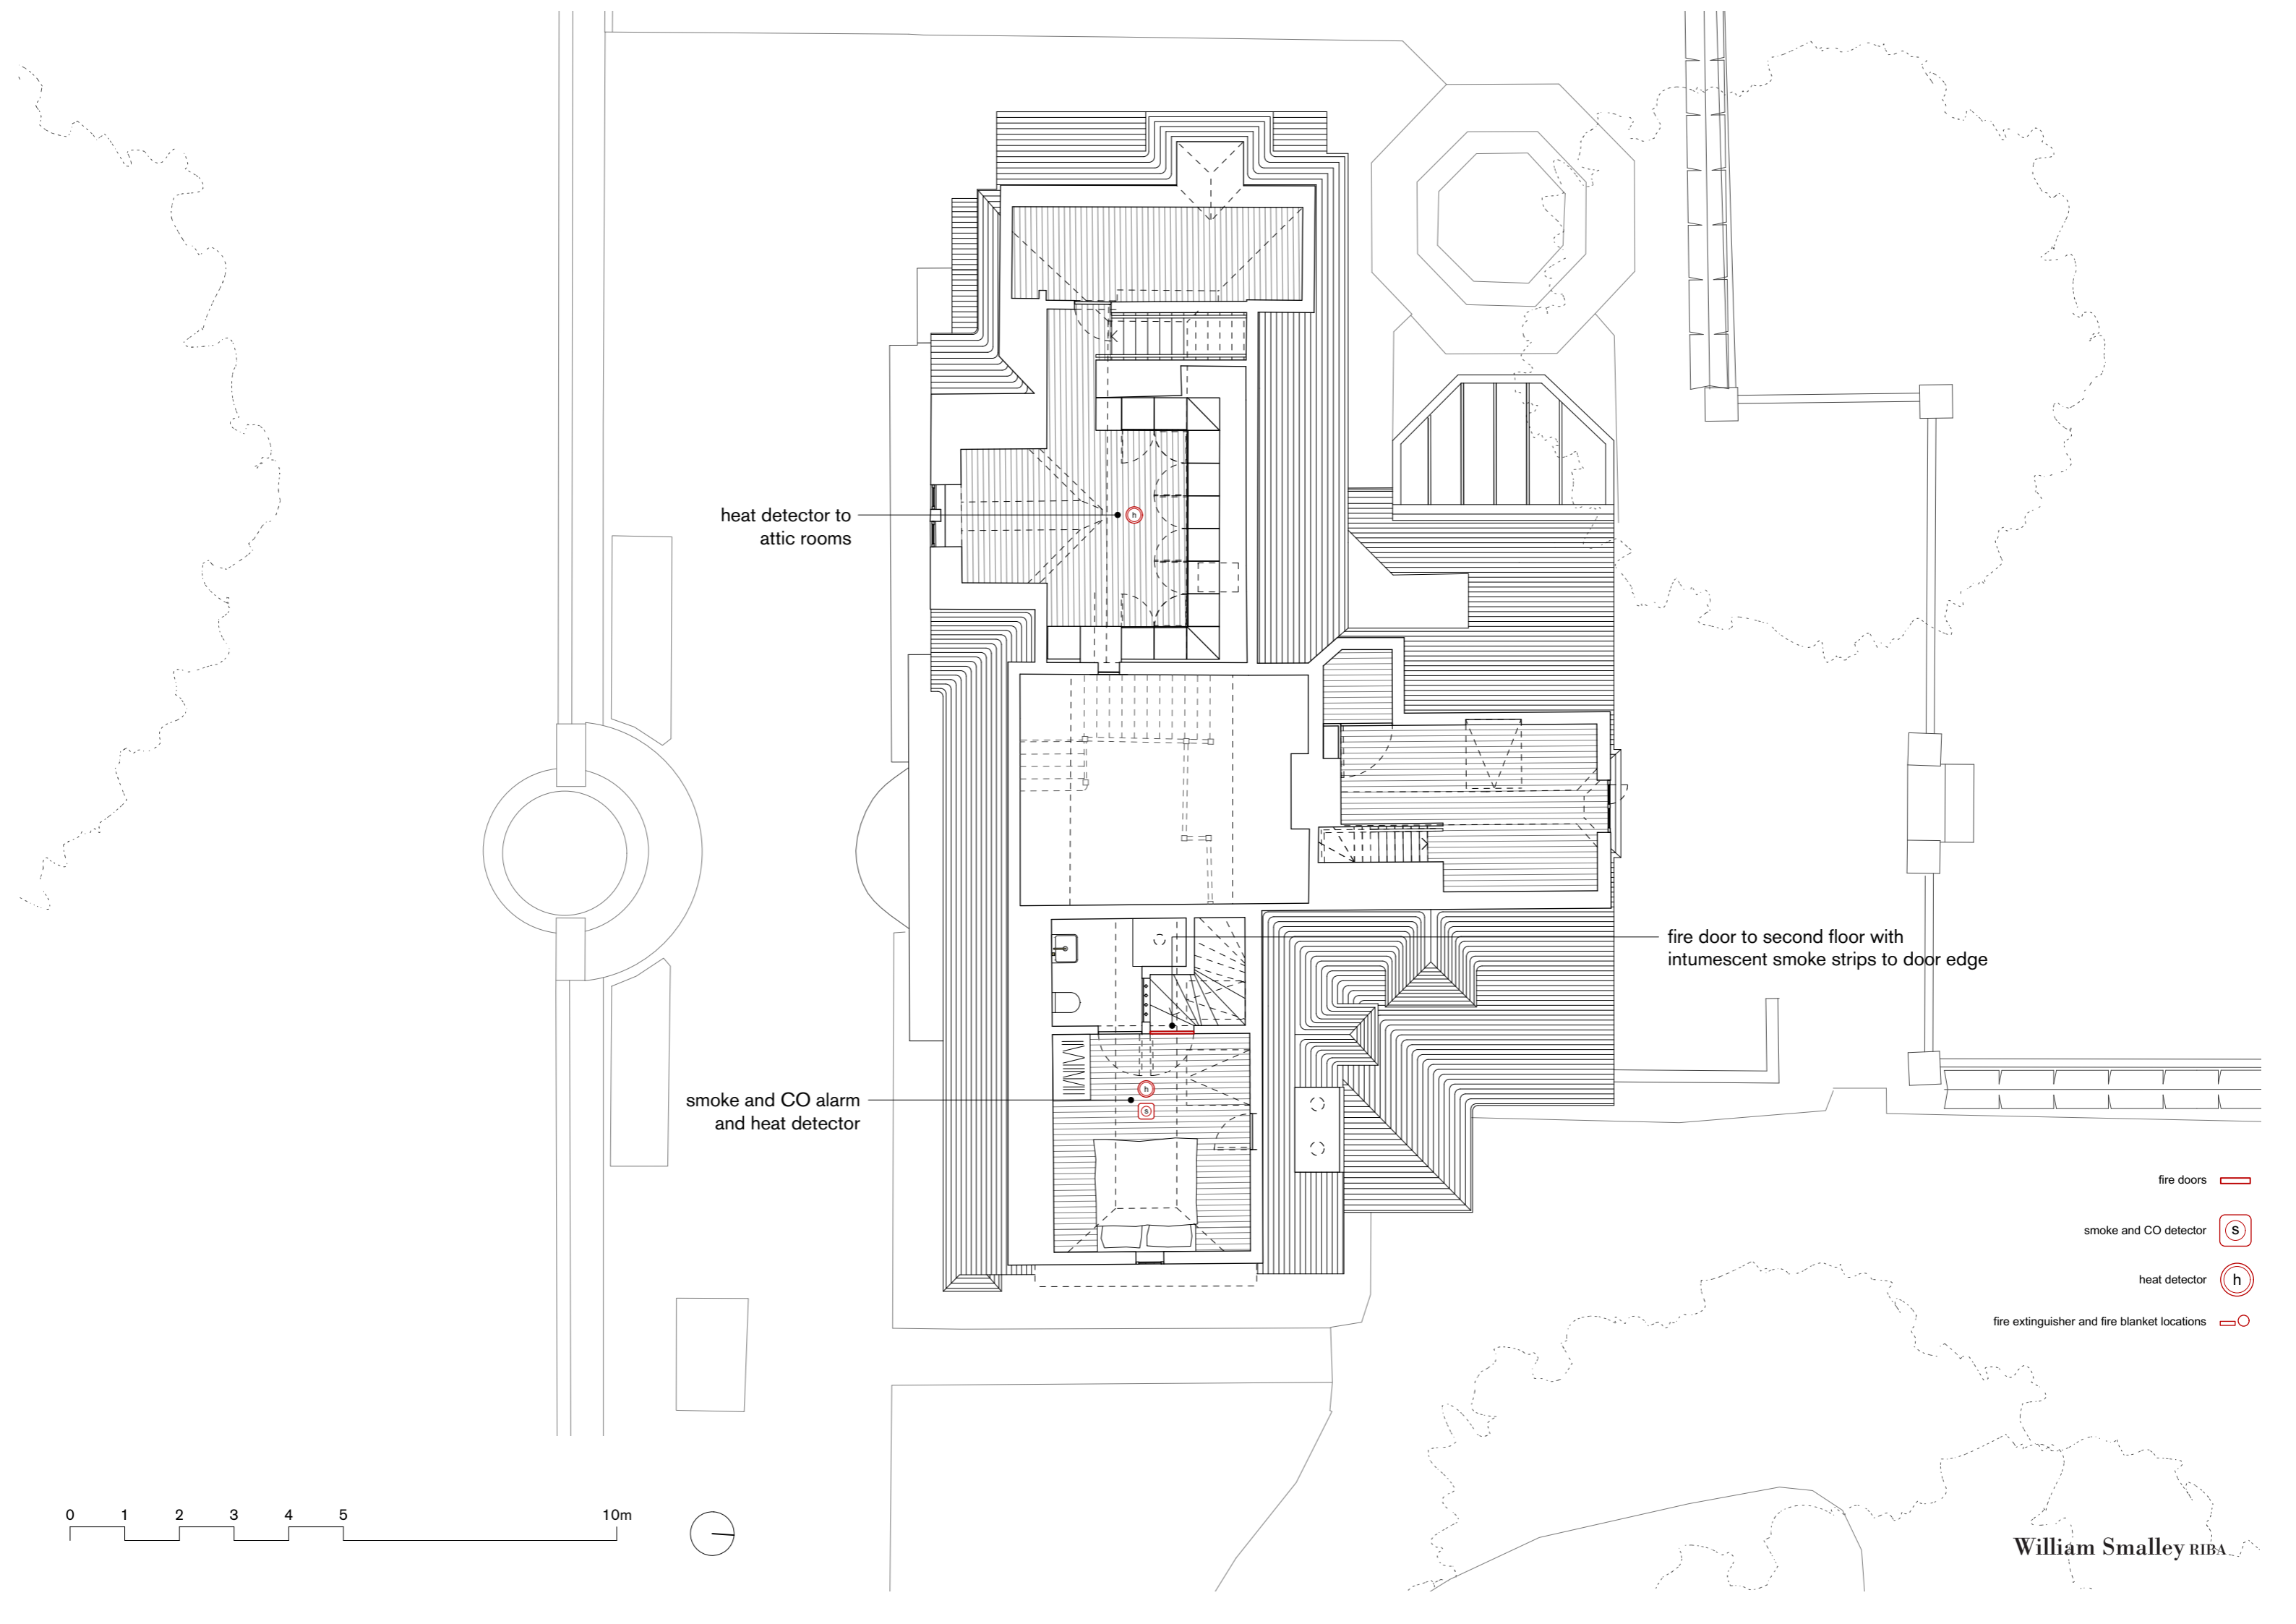 heat detector to
attic rooms
h
fire door to second floor with
intumescent smoke strips to door edge
smoke and CO alarm
and heat detector
h
s
fire doors
smoke and CO detector
s
heat detector
h
fire extinguisher and fire blanket locations
0 1 2 3 4 5 10m
William Smalley RIBA